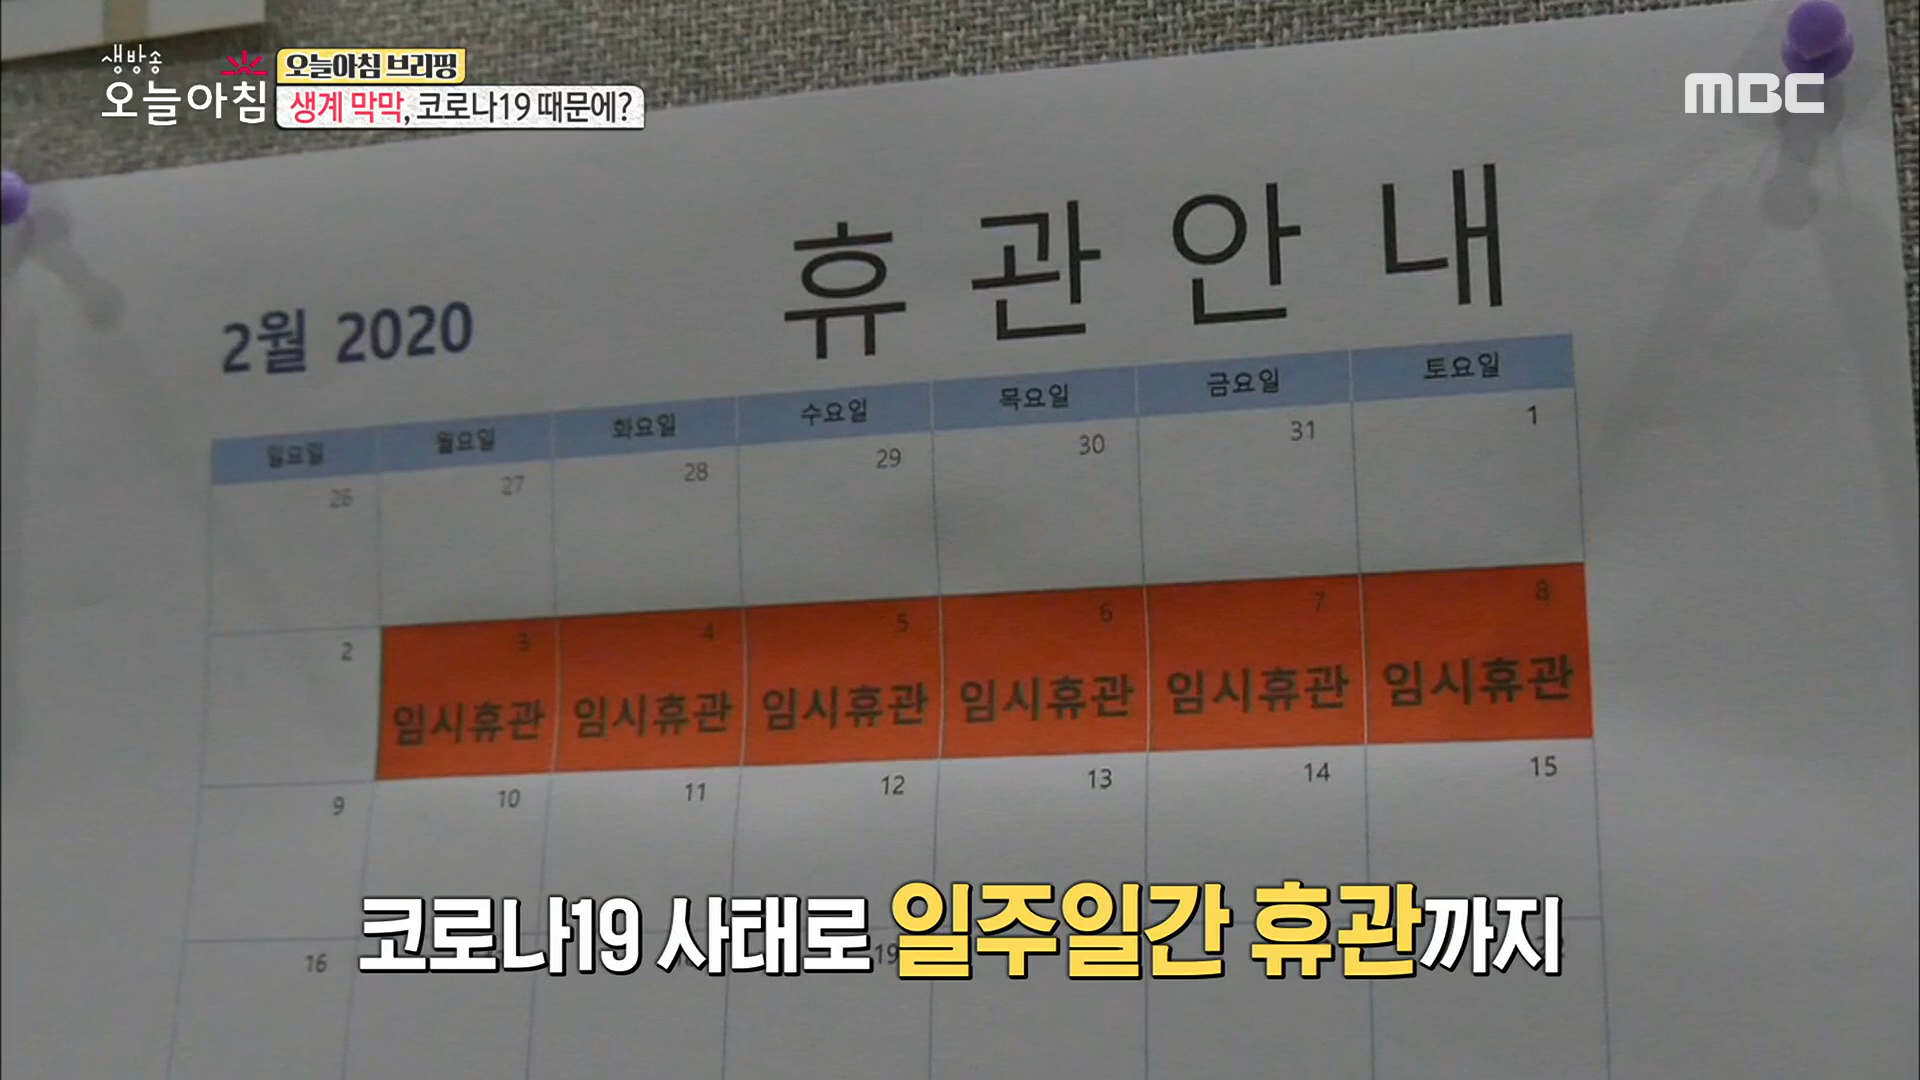 생방송
오늘아침
오늘아침 브리핑
생계 막막, 코로나19 때문에?
MBC
휴관안내
2월 2020
일요일 월요일 화요일 수요일 목요일 금요일 토요일
26 27 28 29 30 31 1
2 3 4 5 6 7 8
임시휴관 임시휴관 임시휴관 임시휴관 임시휴관 임시휴관
9 10 11 12 13 14 15
16 19
코로나19 사태로 일주일간 휴관까지